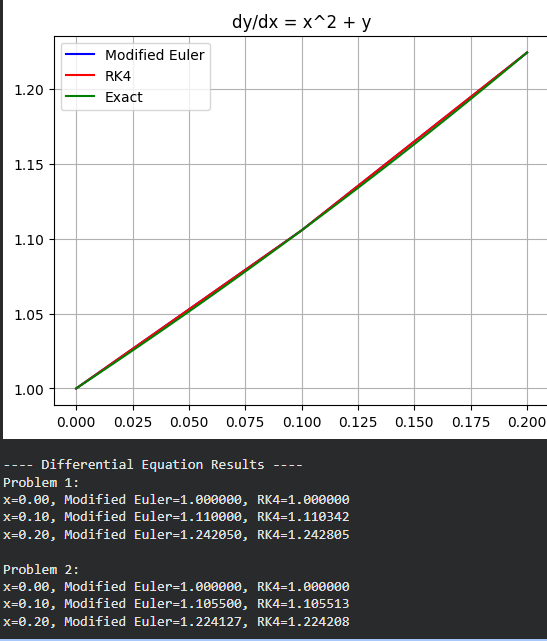 dy/dx = x^2 + y
Modified Euler
RK4
Exact
1.20
1.15
1.10
1.05
1.00
0.000 0.025 0.050 0.075 0.100 0.125 0.150 0.175 0.200
---- Differential Equation Results ----
Problem 1:
x=0.00, Modified Euler=1.000000, RK4=1.000000
x=0.10, Modified Euler=1.110000, RK4=1.110342
x=0.20, Modified Euler=1.242050, RK4=1.242805
Problem 2:
x=0.00, Modified Euler=1.000000, RK4=1.000000
x=0.10, Modified Euler=1.105500, RK4=1.105513
x=0.20, Modified Euler=1.224127, RK4=1.224208